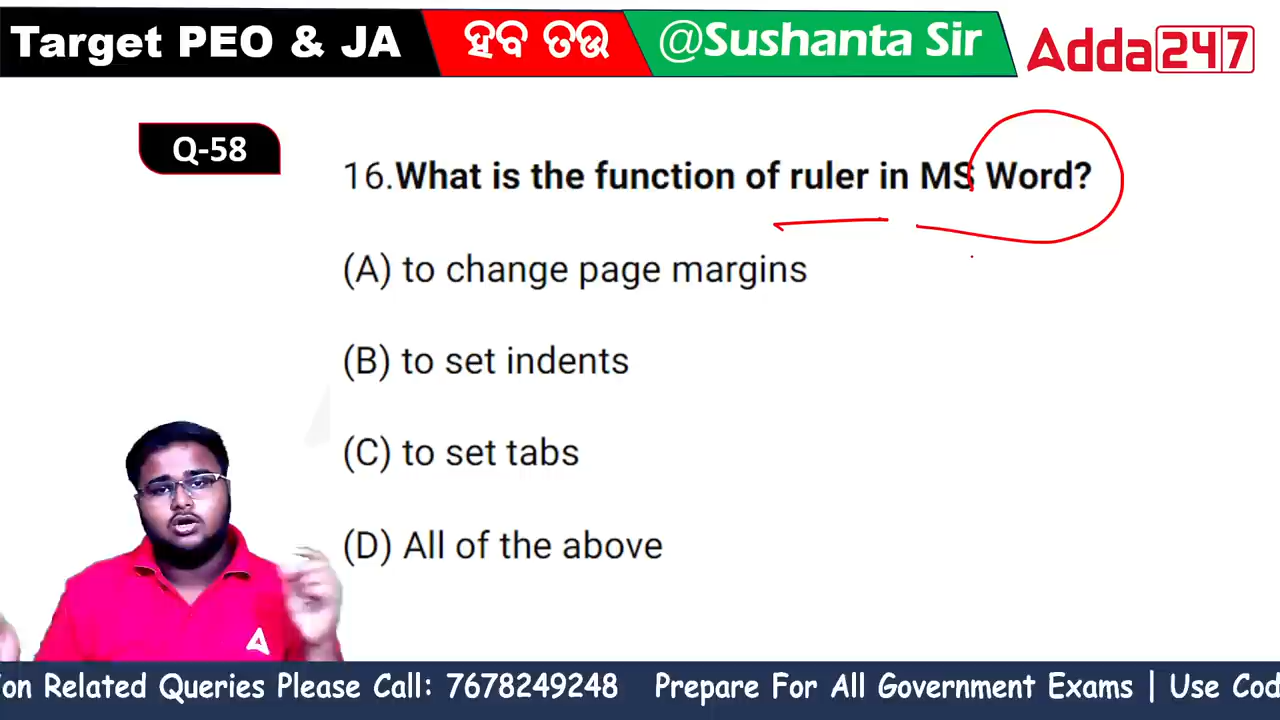 Target PEO & JA ହବ ତଉ @Sushanta Sir Adda247
Q-58
16.What is the function of ruler in MS Word?
(A) to change page margins
(B) to set indents
(C) to set tabs
(D) All of the above
on Related Queries Please Call: 7678249248 Prepare For All Government Exams | Use Cod